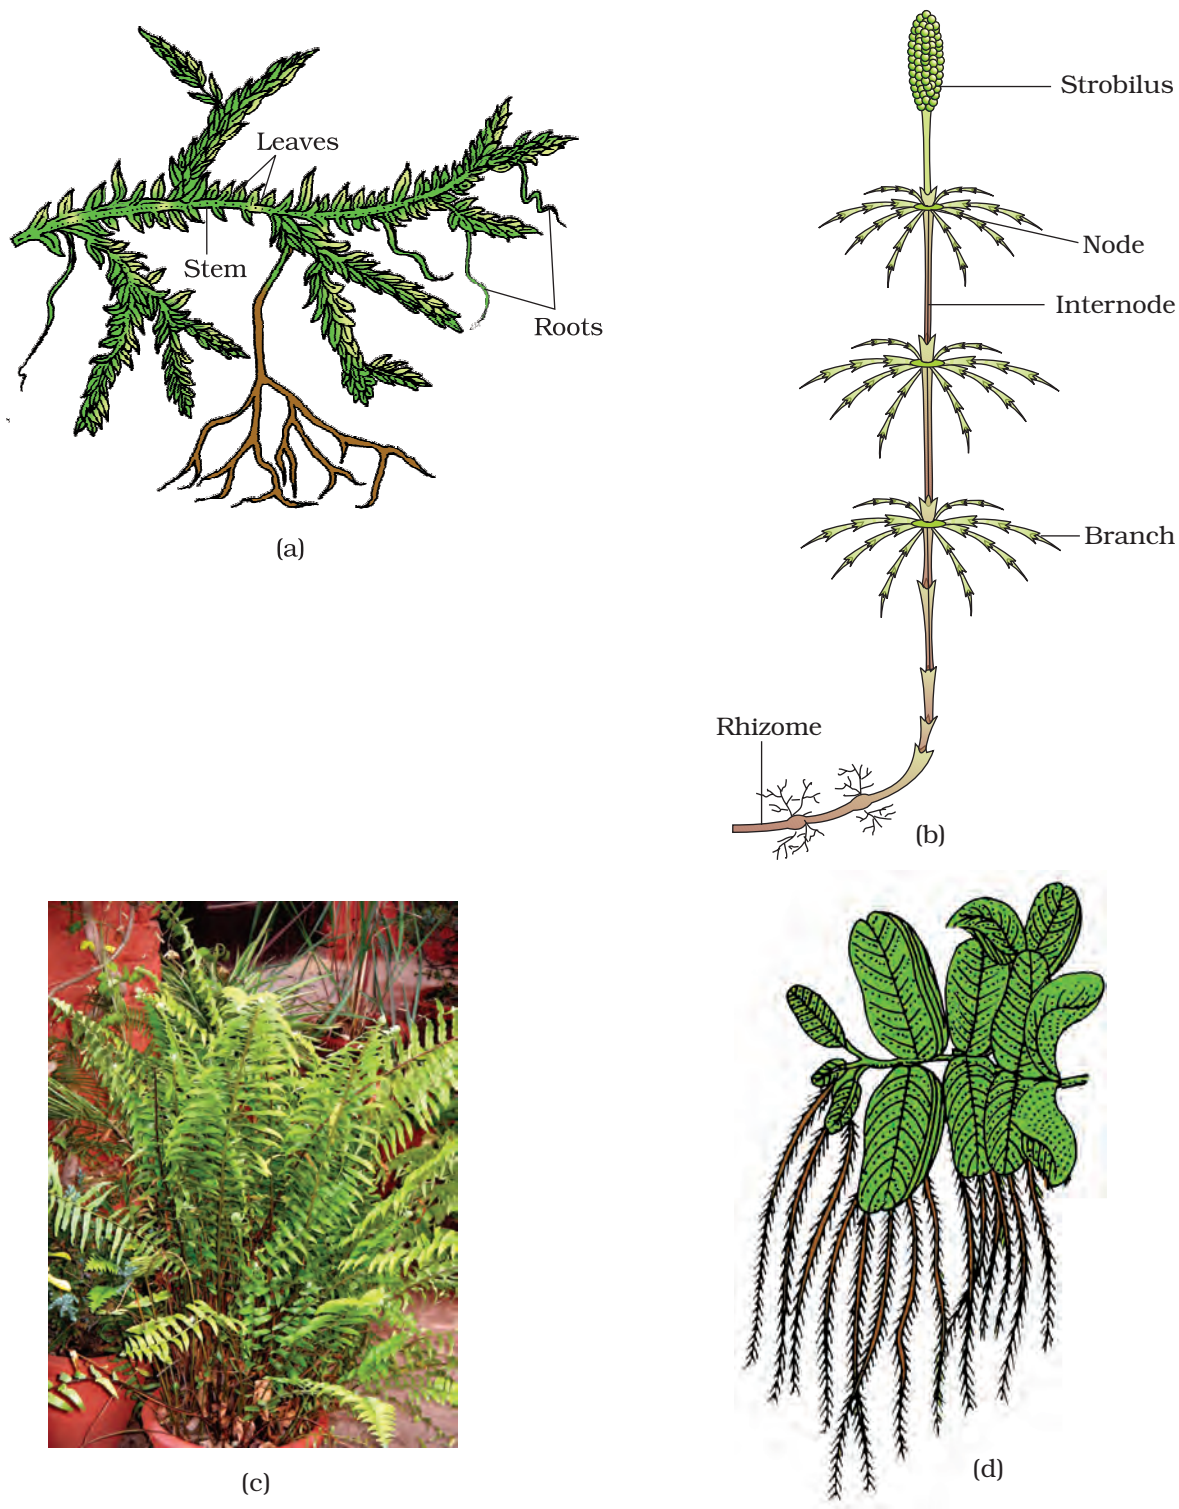 Leaves
Stem
Roots
(a)
Strobilus
Node
Internode
Branch
Rhizome
(b)
(c)
(d)